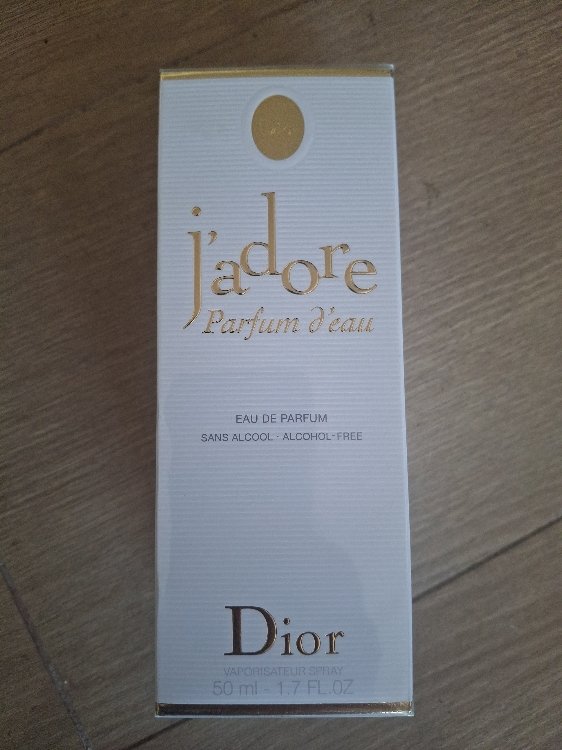 j'adore
Parfum d'eau
EAU DE PARFUM
SANS ALCOOL - ALCOHOL-FREE
Dior
VAPORISATEUR SPRAY
50 ml - 1.7 FL.OZ